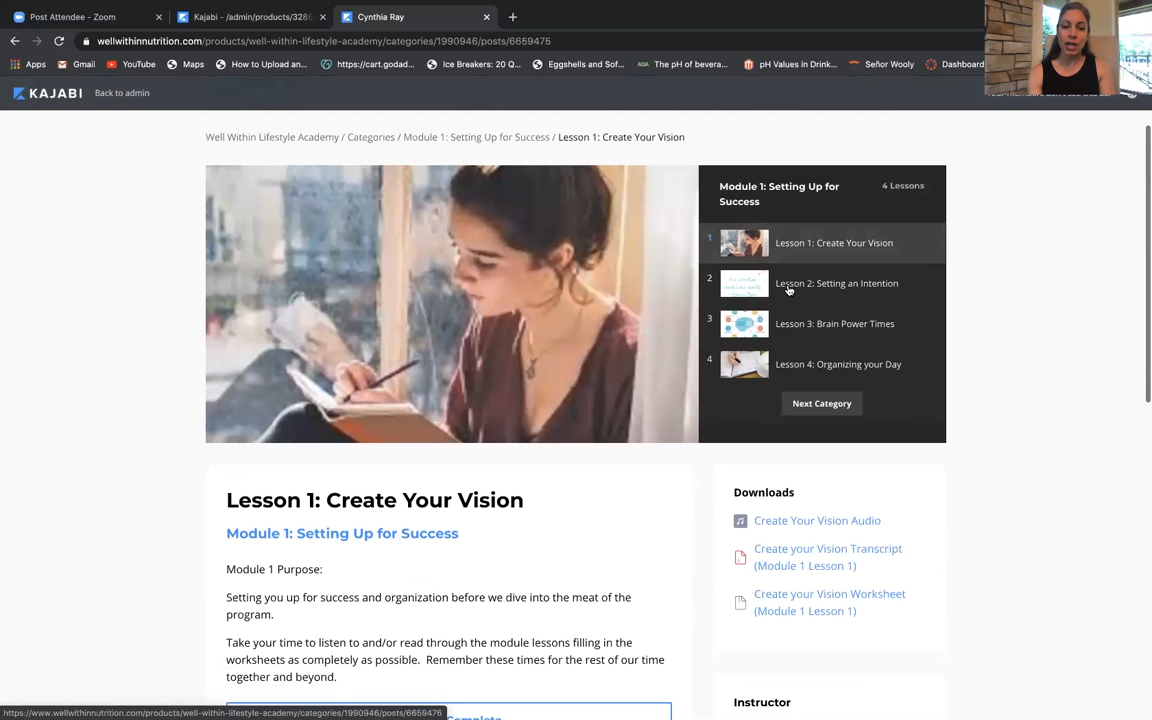 Post Attendee - Zoom
Kajabi - /admin/products/3288
Cynthia Ray
wellwithinnutrition.com/products/well-within-lifestyle-academy/categories/1990946/posts/6659475
Apps
Gmail
YouTube
Maps
How to Upload an...
https://cart.godad...
Ice Breakers: 20 Q...
Eggshells and Sof...
ADA
The pH of bevera...
pH Values in Drink...
Señor Wooly
Dashboard
KAJABI
Back to admin
Well Within Lifestyle Academy / Categories / Module 1: Setting Up for Success / Lesson 1: Create Your Vision
Module 1: Setting Up for
Success
4 Lessons
1
Lesson 1: Create Your Vision
2
Lesson 2: Setting an Intention
3
Lesson 3: Brain Power Times
4
Lesson 4: Organizing your Day
Next Category
Lesson 1: Create Your Vision
Module 1: Setting Up for Success
Module 1 Purpose:
Setting you up for success and organization before we dive into the meat of the
program.
Take your time to listen to and/or read through the module lessons filling in the
worksheets as completely as possible.  Remember these times for the rest of our time
together and beyond.
Complete
Downloads
Create Your Vision Audio
Create your Vision Transcript
(Module 1 Lesson 1)
Create your Vision Worksheet
(Module 1 Lesson 1)
Instructor
https://www.wellwithinnutrition.com/products/well-within-lifestyle-academy/categories/1990946/posts/6659476